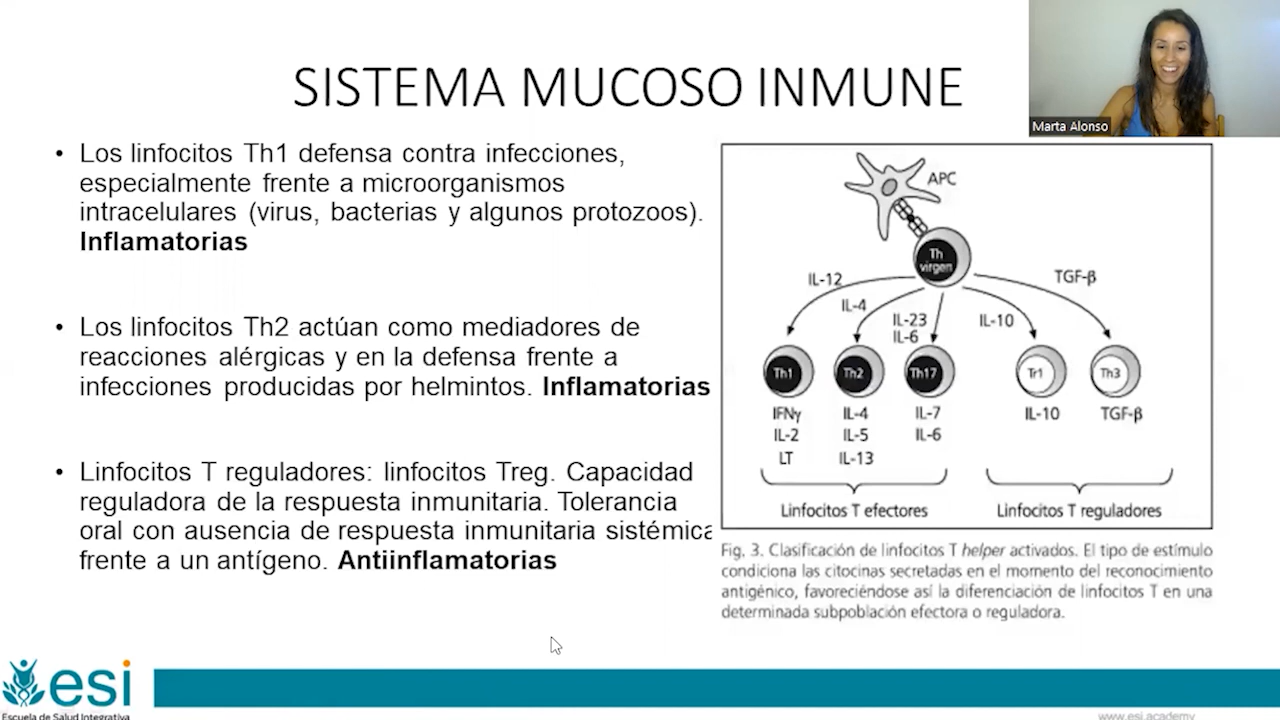 SISTEMA MUCOSO INMUNE
Marta Alonso
• Los linfocitos Th1 defensa contra infecciones,
especialmente frente a microorganismos
intracelulares (virus, bacterias y algunos protozoos).
Inflamatorias
• Los linfocitos Th2 actúan como mediadores de
reacciones alérgicas y en la defensa frente a
infecciones producidas por helmintos. Inflamatorias
• Linfocitos T reguladores: linfocitos Treg. Capacidad
reguladora de la respuesta inmunitaria. Tolerancia
oral con ausencia de respuesta inmunitaria sistémica
frente a un antígeno. Antiinflamatorias
APC
Th
virgen
IL-12
IL-4
IL-23
IL-6
IL-10
TGF-β
Th1
Th2
Th17
Tr1
Th3
IFNγ
IL-2
LT
IL-4
IL-5
IL-13
IL-7
IL-6
IL-10
TGF-β
Linfocitos T efectores
Linfocitos T reguladores
Fig. 3. Clasificación de linfocitos T helper activados. El tipo de estímulo
condiciona las citocinas secretadas en el momento del reconocimiento
antigénico, favoreciéndose así la diferenciación de linfocitos T en una
determinada subpoblación efectora o reguladora.
esi
Escuela de Salud Integrativa
www.esi.academy